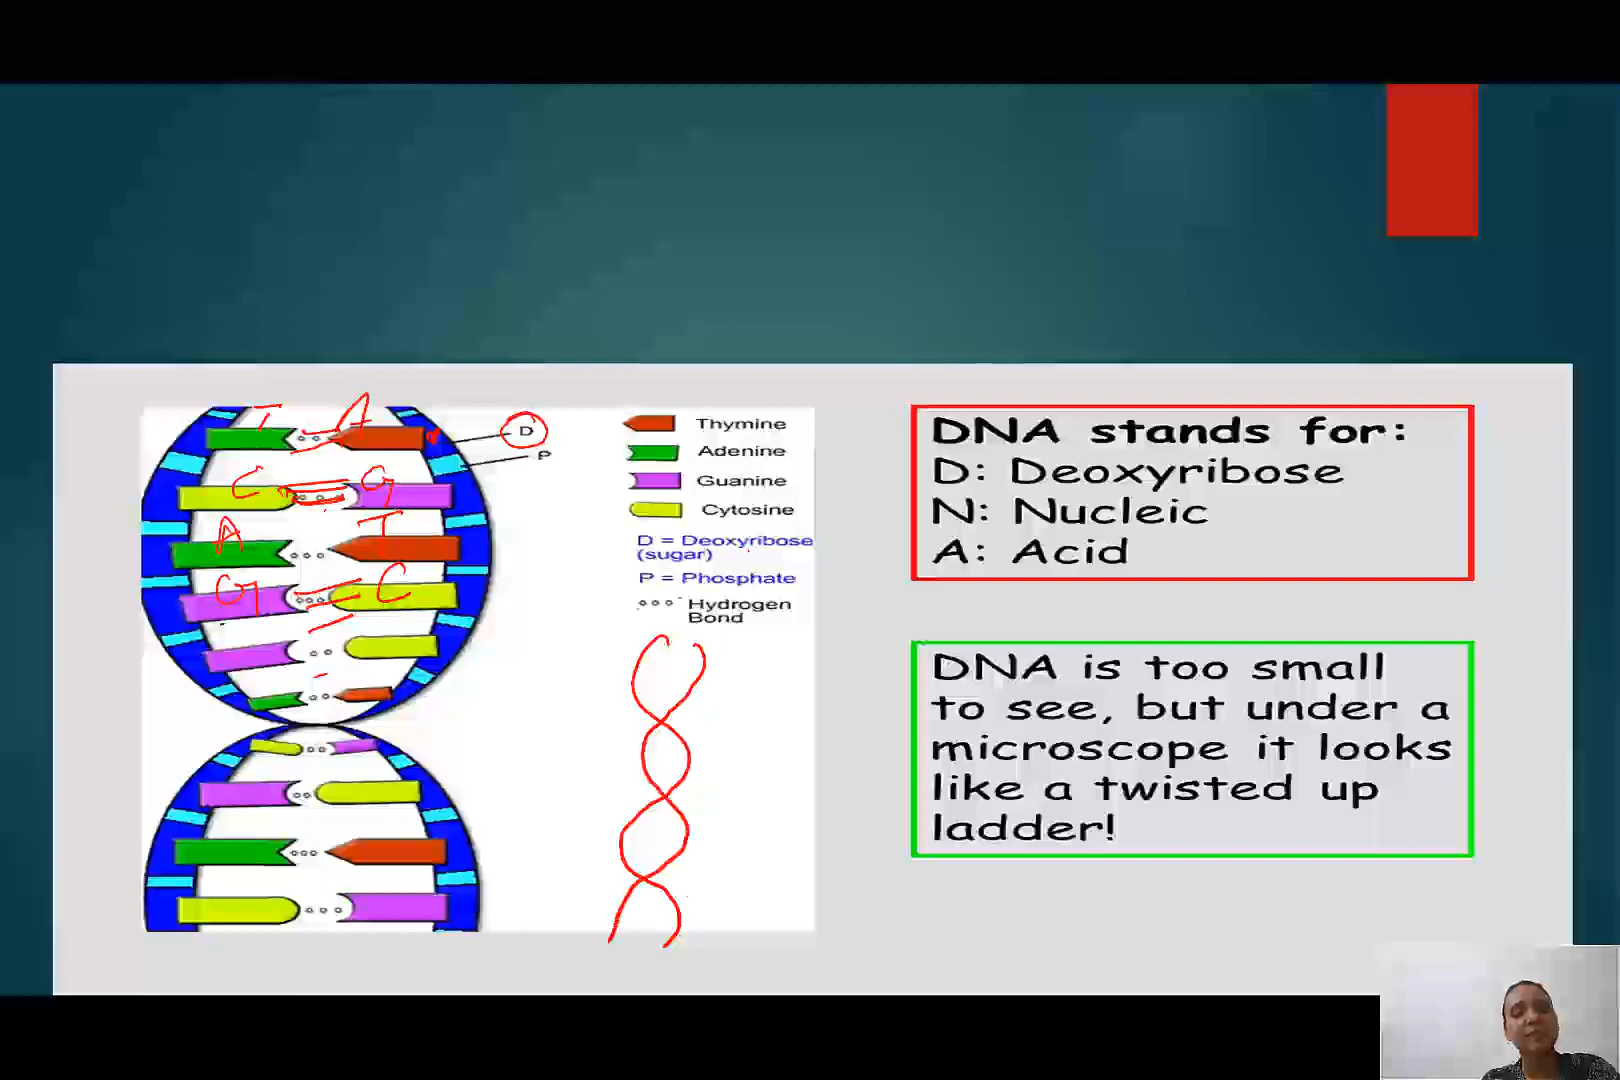 T A
C G
A T
G C
D
P
Thymine
Adenine
Guanine
Cytosine
D = Deoxyribose
(sugar)
P = Phosphate
Hydrogen
Bond
DNA stands for:
D: Deoxyribose
N: Nucleic
A: Acid
DNA is too small
to see, but under a
microscope it looks
like a twisted up
ladder!